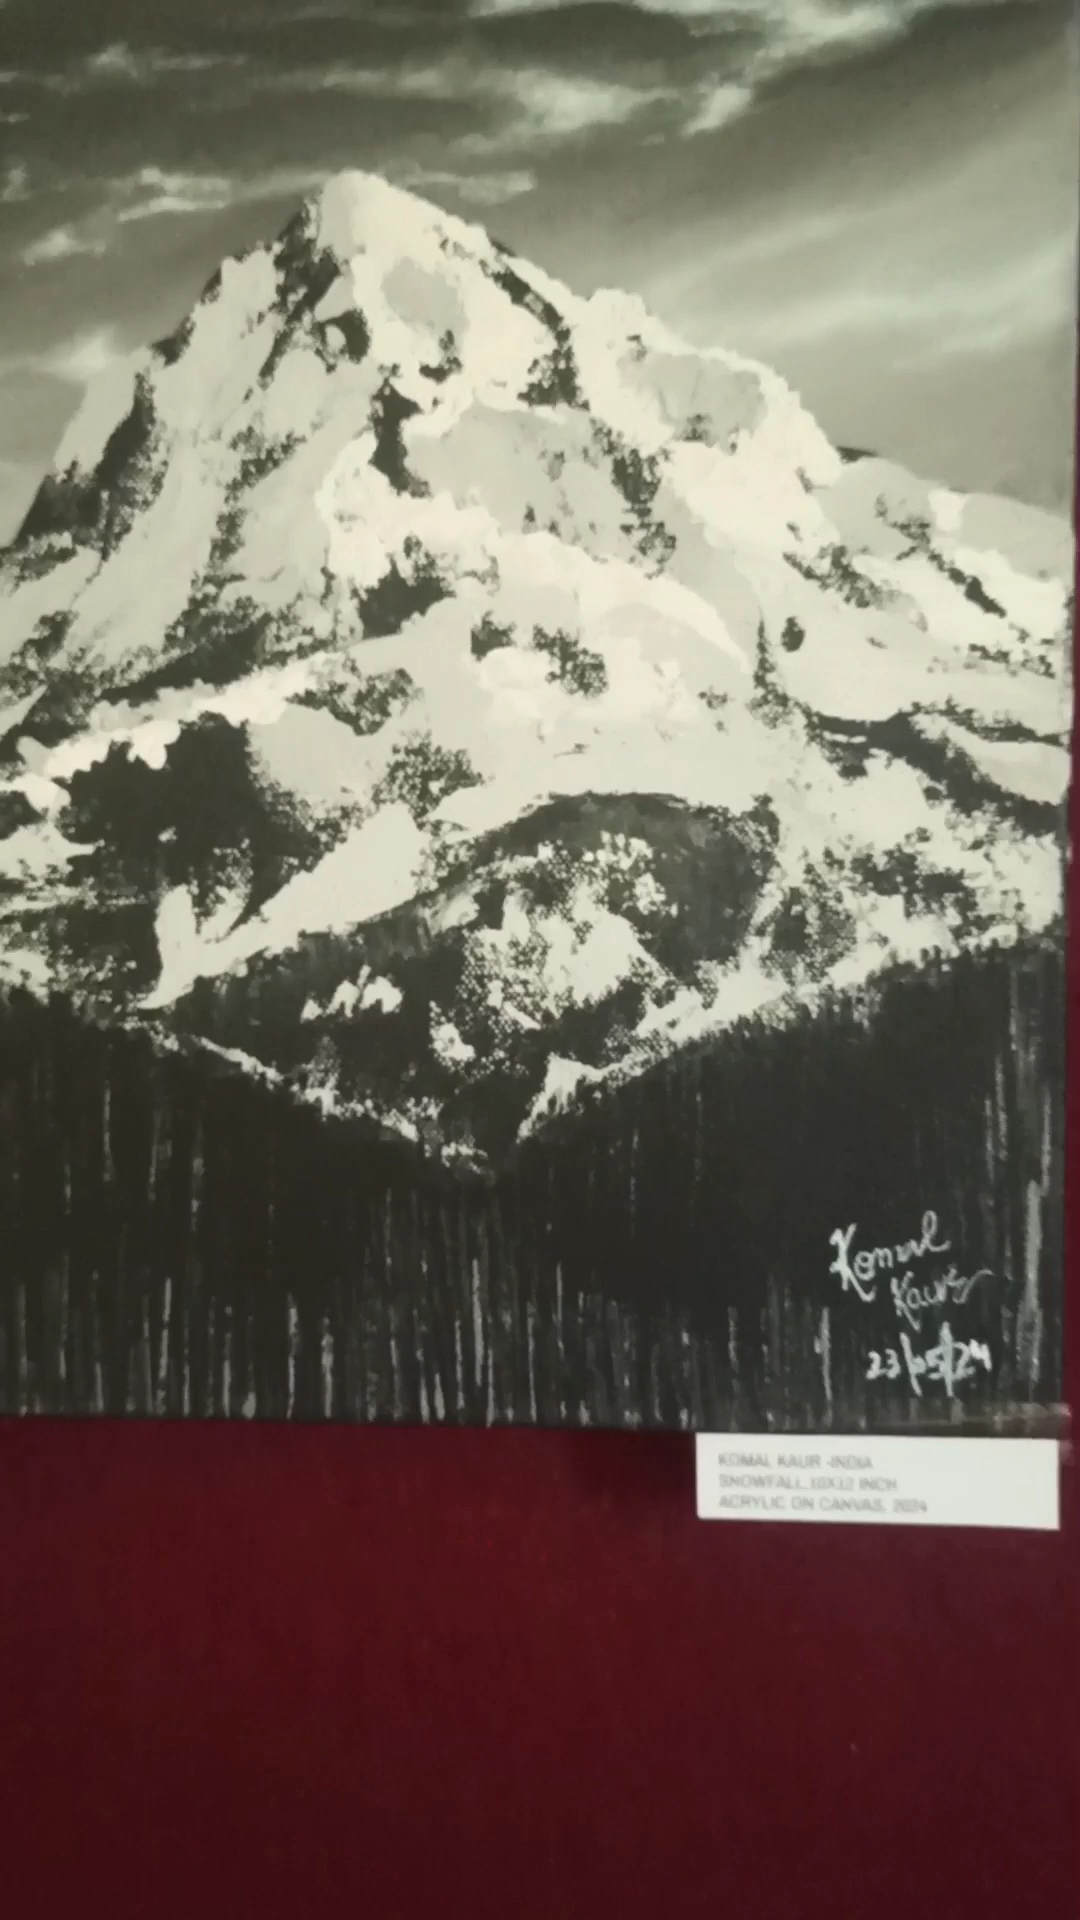 Komal
Kaur
23/05/24
KOMAL KAUR -INDIA
SNOWFALL,10X12 INCH
ACRYLIC ON CANVAS, 2024